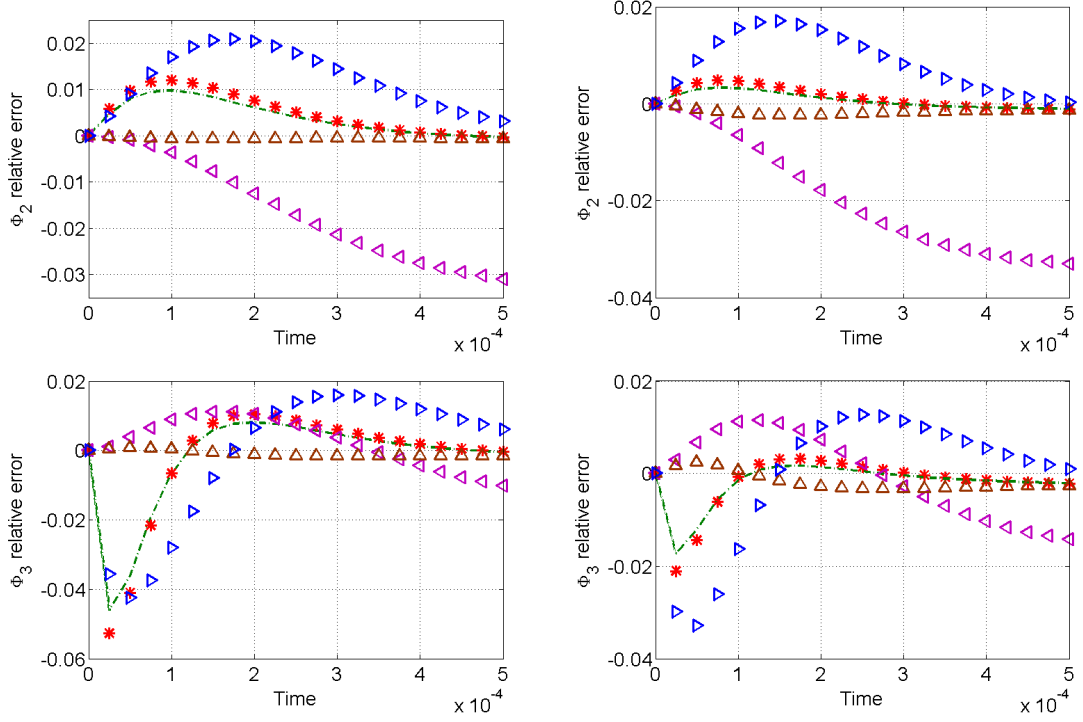 0.02
0.01
0
-0.01
-0.02
-0.03
Φ2 relative error
0 1 2 3 4 5
Time
x 10-4
0.02
0
-0.02
-0.04
Φ2 relative error
0 1 2 3 4 5
Time
x 10-4
0.02
0
-0.02
-0.04
-0.06
Φ3 relative error
0 1 2 3 4 5
Time
x 10-4
0.02
0
-0.02
-0.04
Φ3 relative error
0 1 2 3 4 5
Time
x 10-4